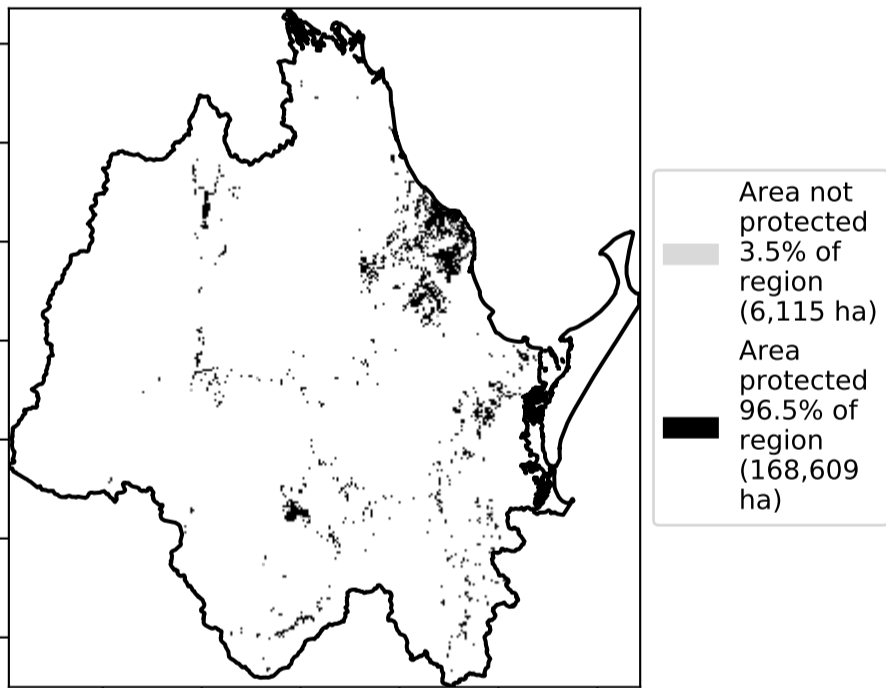 Area not
protected
3.5% of
region
(6,115 ha)
Area
protected
96.5% of
region
(168,609
ha)